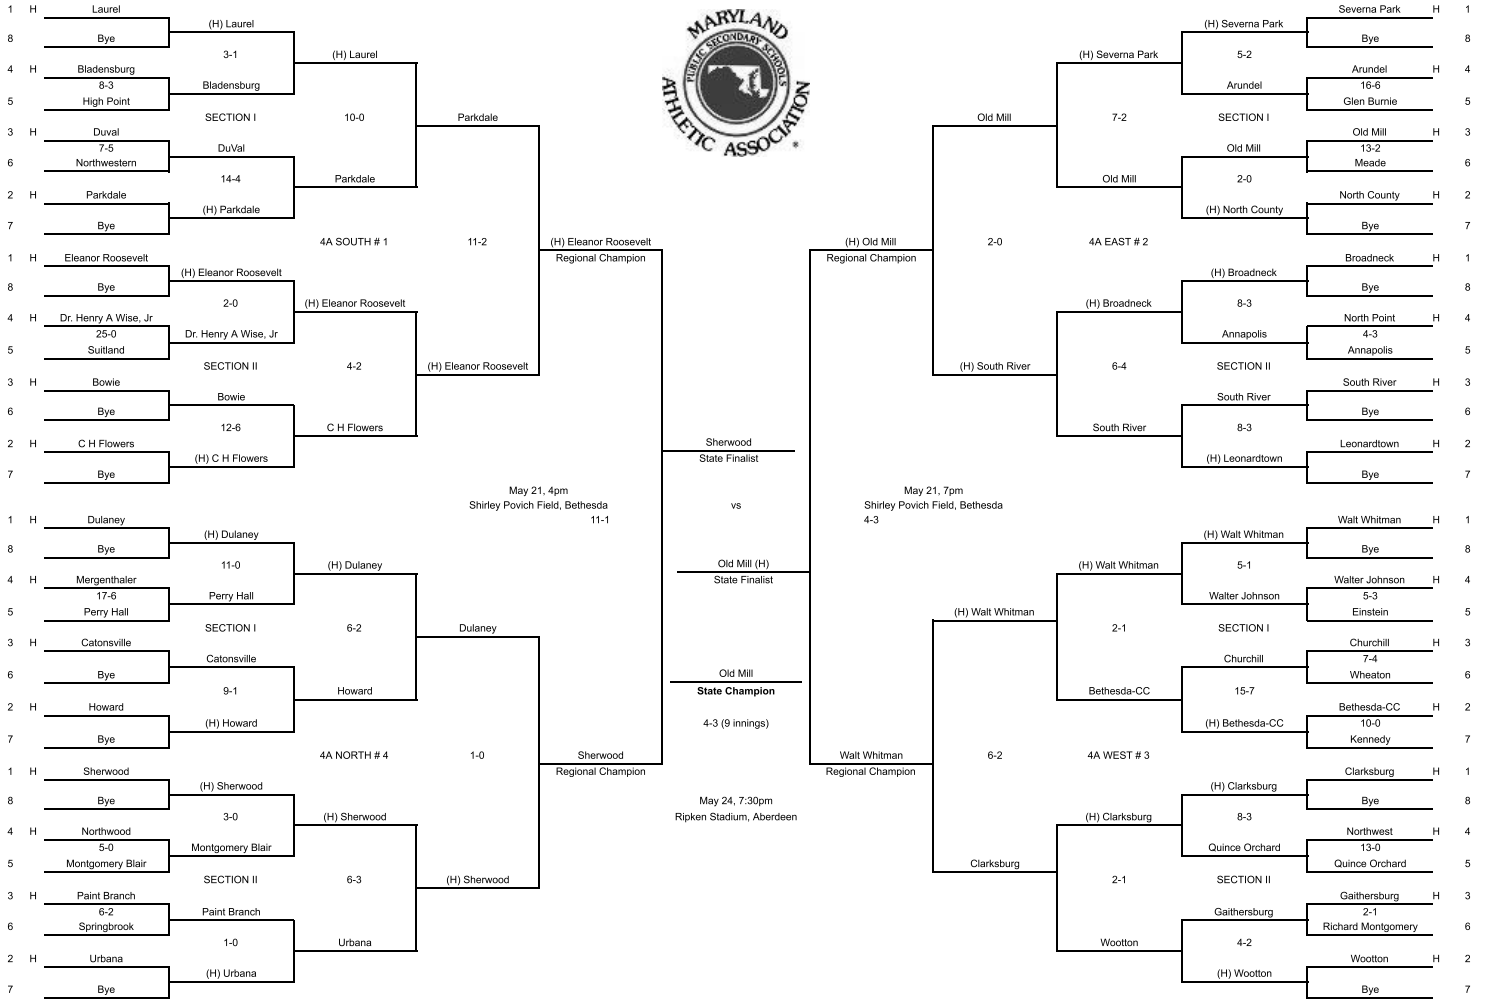 MARYLAND
PUBLIC SECONDARY SCHOOLS
ATHLETIC ASSOCIATION
®
1 H Laurel
8 Bye
4 H Bladensburg
8-3
5 High Point
3 H Duval
7-5
6 Northwestern
2 H Parkdale
7 Bye
(H) Laurel
3-1
Bladensburg
SECTION I
DuVal
14-4
(H) Parkdale
(H) Laurel
10-0
Parkdale
Parkdale
4A SOUTH # 1
11-2
1 H Eleanor Roosevelt
8 Bye
4 H Dr. Henry A Wise, Jr
25-0
5 Suitland
3 H Bowie
6 Bye
2 H C H Flowers
7 Bye
(H) Eleanor Roosevelt
2-0
Dr. Henry A Wise, Jr
SECTION II
Bowie
12-6
(H) C H Flowers
(H) Eleanor Roosevelt
4-2
C H Flowers
(H) Eleanor Roosevelt
(H) Eleanor Roosevelt
Regional Champion
May 21, 4pm
Shirley Povich Field, Bethesda
11-1
1 H Dulaney
8 Bye
4 H Mergenthaler
17-6
5 Perry Hall
3 H Catonsville
6 Bye
2 H Howard
7 Bye
(H) Dulaney
11-0
Perry Hall
SECTION I
Catonsville
9-1
(H) Howard
(H) Dulaney
6-2
Howard
Dulaney
4A NORTH # 4
1-0
1 H Sherwood
8 Bye
4 H Northwood
5-0
5 Montgomery Blair
3 H Paint Branch
6-2
6 Springbrook
2 H Urbana
7 Bye
(H) Sherwood
3-0
Montgomery Blair
SECTION II
Paint Branch
1-0
(H) Urbana
(H) Sherwood
6-3
Urbana
(H) Sherwood
Sherwood
Regional Champion
Sherwood
State Finalist
vs
Old Mill (H)
State Finalist
Old Mill
State Champion
4-3 (9 innings)
May 24, 7:30pm
Ripken Stadium, Aberdeen
Severna Park H 1
Bye 8
Arundel H 4
16-6
Glen Burnie 5
Old Mill H 3
13-2
Meade 6
North County H 2
Bye 7
(H) Severna Park
5-2
Arundel
SECTION I
Old Mill
2-0
(H) North County
(H) Severna Park
7-2
Old Mill
Old Mill
4A EAST # 2
2-0
Broadneck H 1
Bye 8
North Point H 4
4-3
Annapolis 5
South River H 3
Bye 6
Leonardtown H 2
Bye 7
(H) Broadneck
8-3
Annapolis
SECTION II
South River
8-3
(H) Leonardtown
(H) Broadneck
6-4
South River
(H) South River
(H) Old Mill
Regional Champion
May 21, 7pm
Shirley Povich Field, Bethesda
4-3
Walt Whitman H 1
Bye 8
Walter Johnson H 4
5-3
Einstein 5
Churchill H 3
7-4
Wheaton 6
Bethesda-CC H 2
10-0
Kennedy 7
(H) Walt Whitman
5-1
Walter Johnson
SECTION I
Churchill
15-7
(H) Bethesda-CC
(H) Walt Whitman
2-1
Bethesda-CC
(H) Walt Whitman
4A WEST # 3
6-2
Clarksburg H 1
Bye 8
Northwest H 4
13-0
Quince Orchard 5
Gaithersburg H 3
2-1
Richard Montgomery 6
Wootton H 2
Bye 7
(H) Clarksburg
8-3
Quince Orchard
SECTION II
Gaithersburg
4-2
(H) Wootton
(H) Clarksburg
2-1
Wootton
Clarksburg
Walt Whitman
Regional Champion